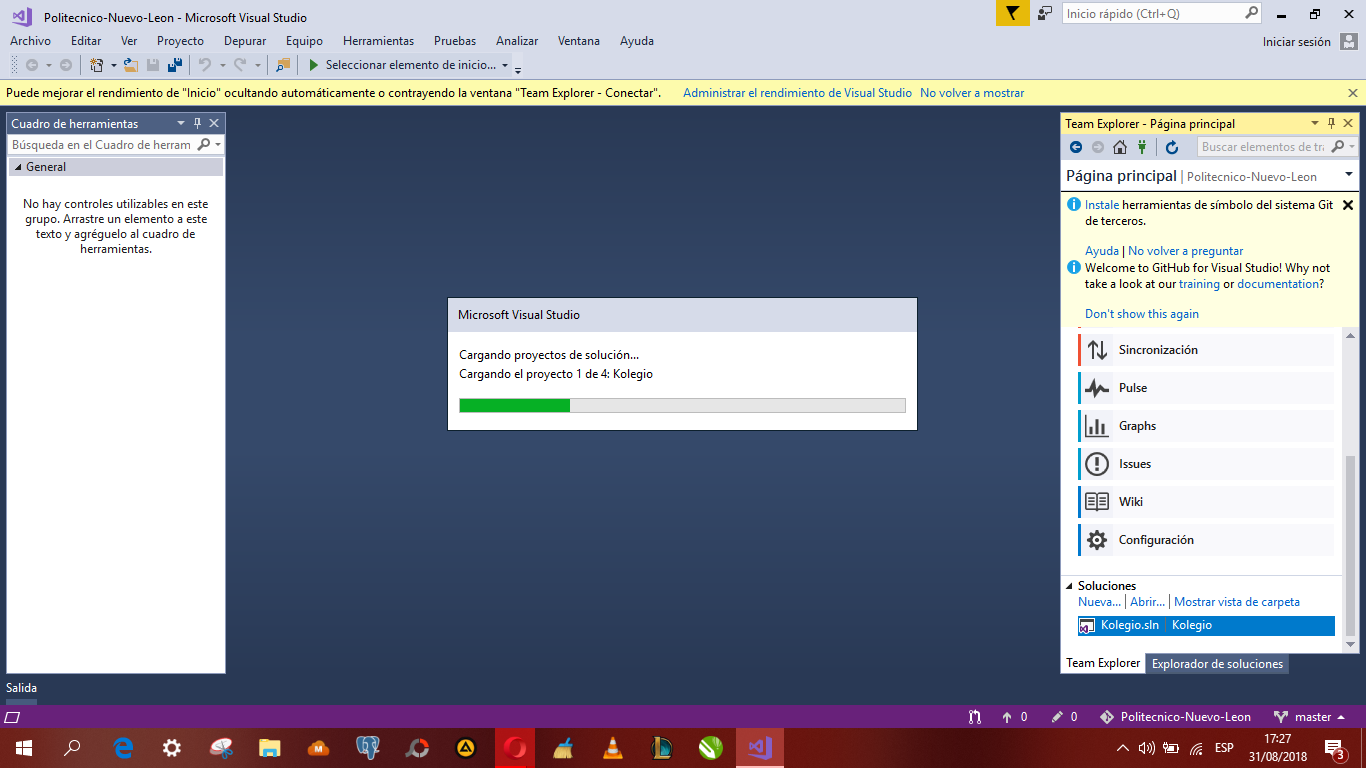 Politecnico-Nuevo-Leon - Microsoft Visual Studio
Inicio rápido (Ctrl+Q)
Archivo Editar Ver Proyecto Depurar Equipo Herramientas Pruebas Analizar Ventana Ayuda
Iniciar sesión
Seleccionar elemento de inicio...
Puede mejorar el rendimiento de "Inicio" ocultando automáticamente o contrayendo la ventana "Team Explorer - Conectar". Administrar el rendimiento de Visual Studio No volver a mostrar
Cuadro de herramientas
Búsqueda en el Cuadro de herram
General
No hay controles utilizables en este
grupo. Arrastre un elemento a este
texto y agréguelo al cuadro de
herramientas.
Microsoft Visual Studio
Cargando proyectos de solución...
Cargando el proyecto 1 de 4: Kolegio
Team Explorer - Página principal
Buscar elementos de tra
Página principal | Politecnico-Nuevo-Leon
Instale herramientas de símbolo del sistema Git
de terceros.
Ayuda | No volver a preguntar
Welcome to GitHub for Visual Studio! Why not
take a look at our training or documentation?
Don't show this again
Sincronización
Pulse
Graphs
Issues
Wiki
Configuración
Soluciones
Nueva... | Abrir... | Mostrar vista de carpeta
Kolegio.sln Kolegio
Team Explorer Explorador de soluciones
Salida
0 0 Politecnico-Nuevo-Leon master
ESP
17:27
31/08/2018
3